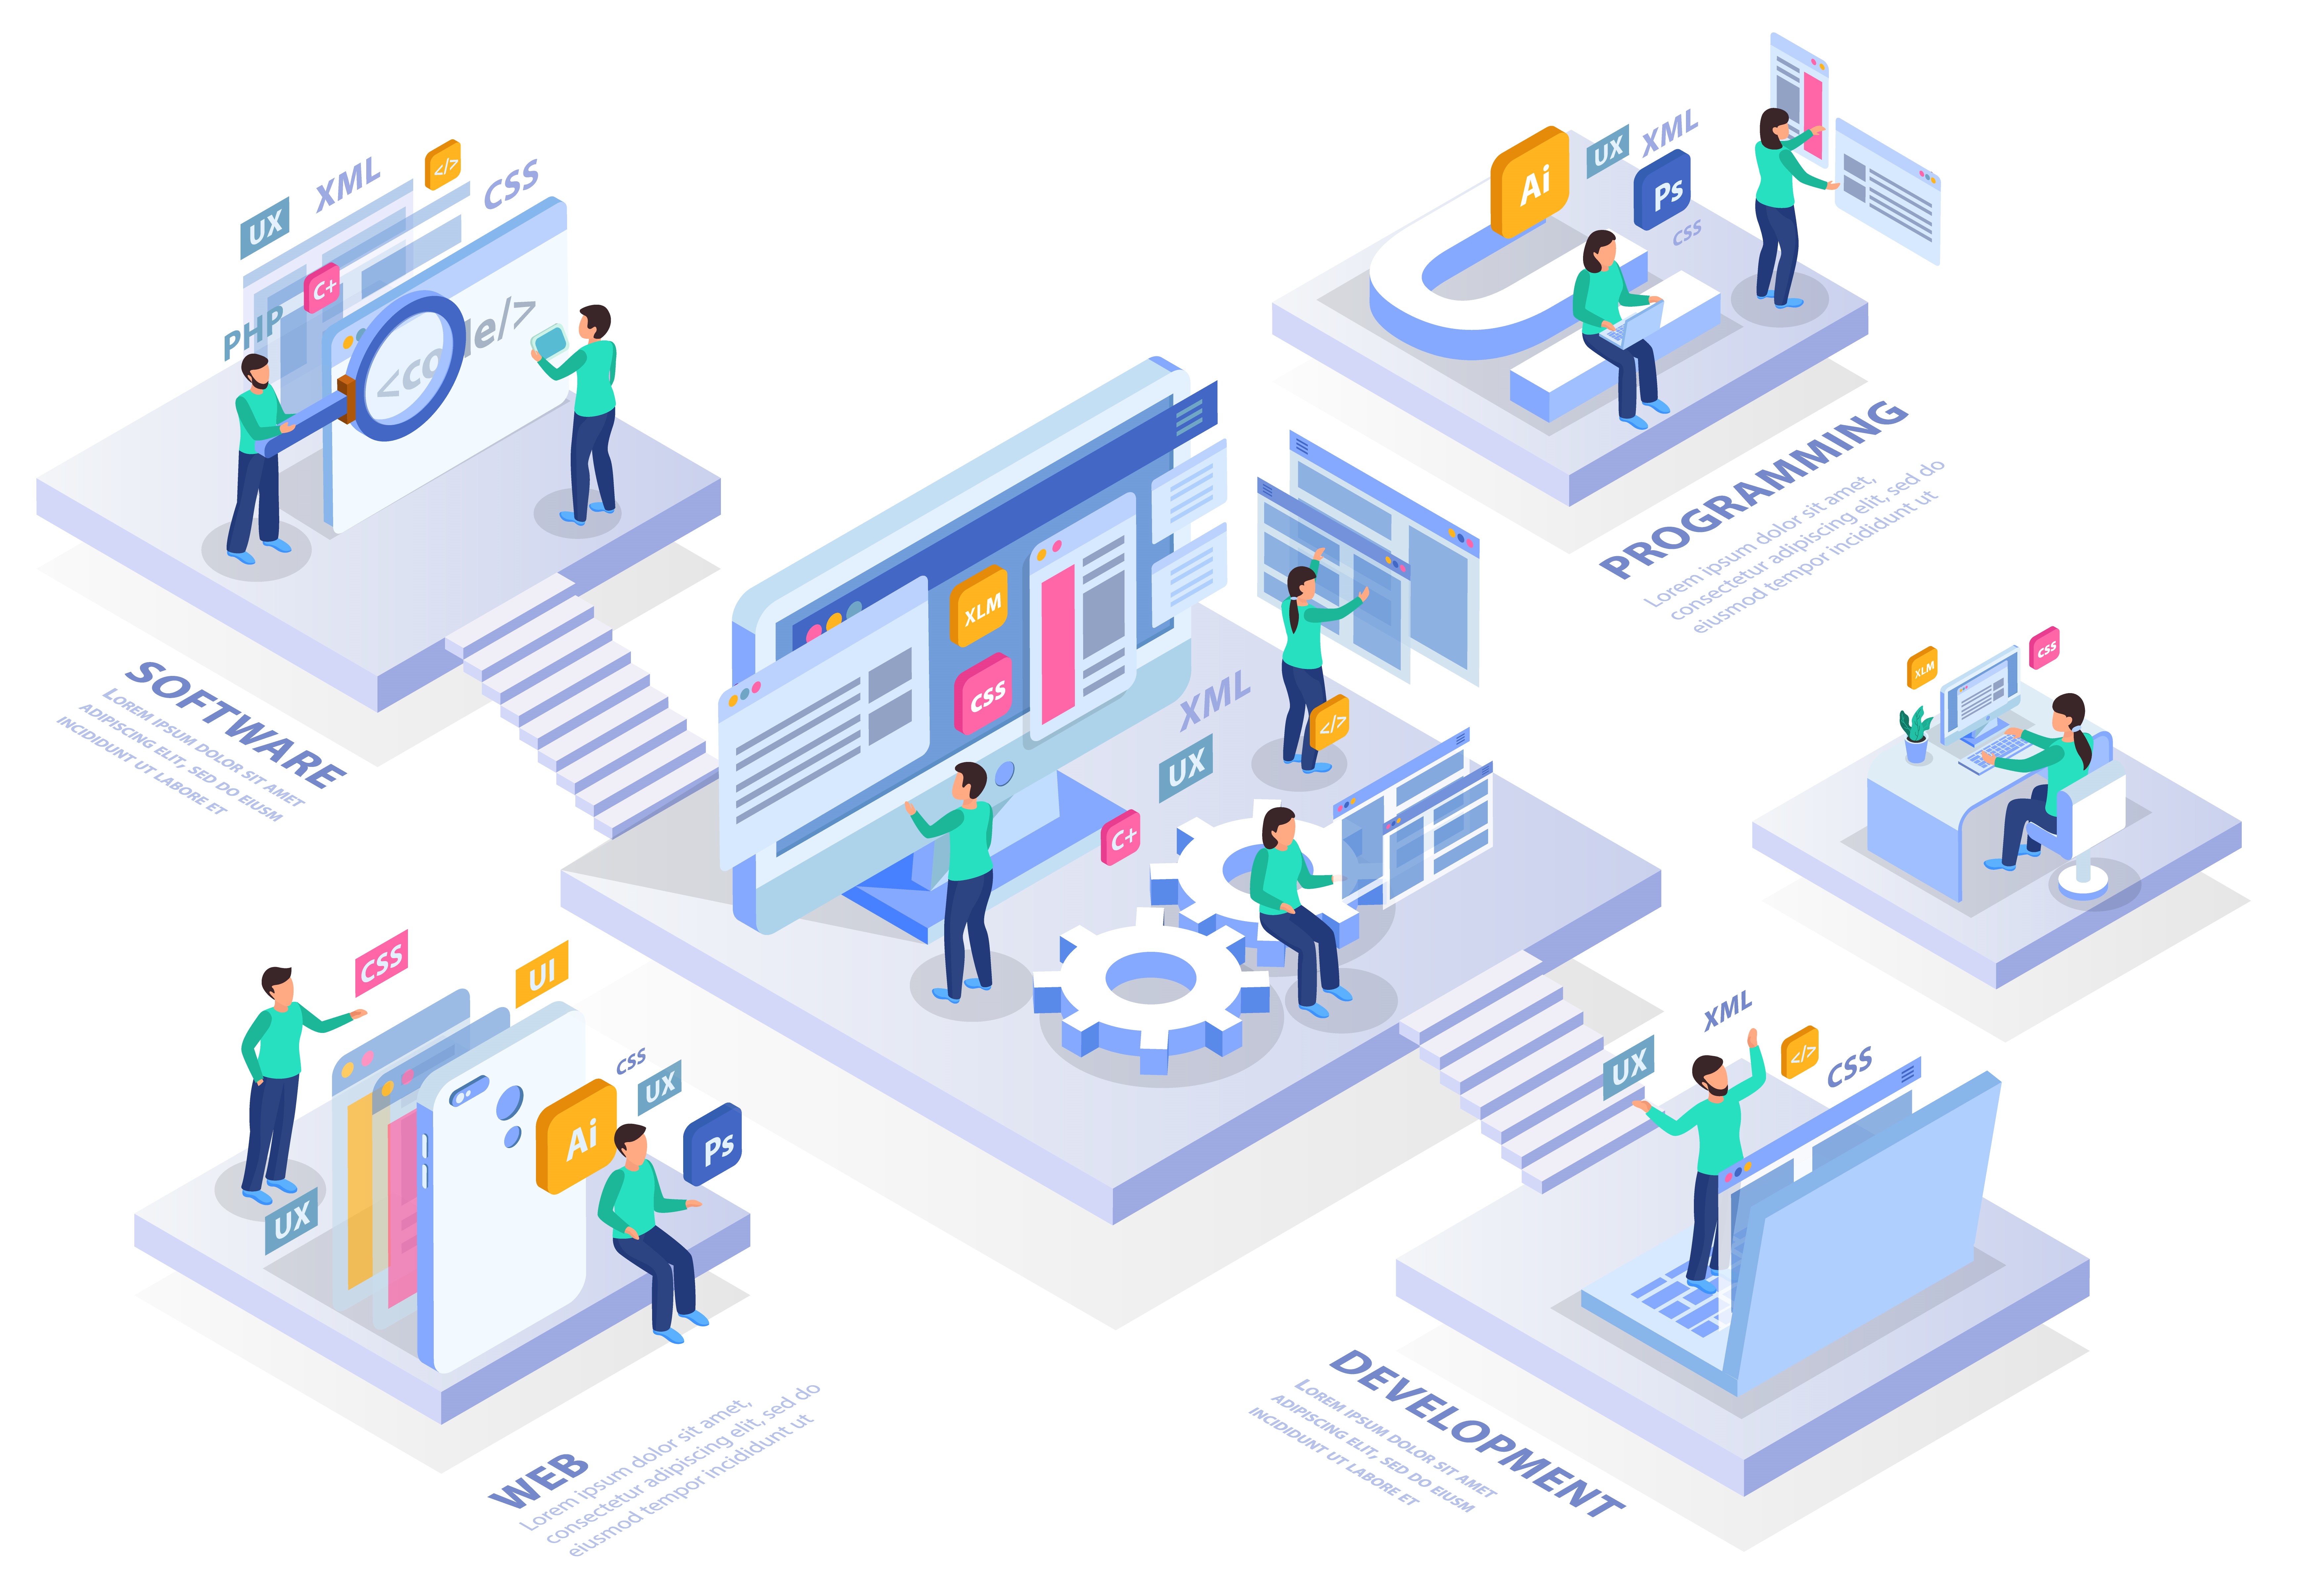 UX
XML
</>
CSS
C+
PHP
<co
le/>
SOFTWARE
LOREM IPSUM DOLOR SIT AMET
ADIPISCING ELIT, SED DO EIUSM
INCIDIDUNT UT LABORE ET
Ai
UX
XML
Ps
CSS
PROGRAMMING
Lorem ipsum dolor sit amet,
consectetur adipiscing elit, sed do
eiusmod tempor incididunt ut
XLM
CSS
XML
UX
C+
</>
XLM
CSS
CSS
UI
UX
Ai
CSS
UX
Ps
WEB
Lorem ipsum dolor sit amet,
consectetur adipiscing elit, sed do
eiusmod tempor incididunt ut
XML
UX
</>
CSS
DEVELOPMENT
LOREM IPSUM DOLOR SIT AMET
ADIPISCING ELIT, SED DO EIUSM
INCIDIDUNT UT LABORE ET